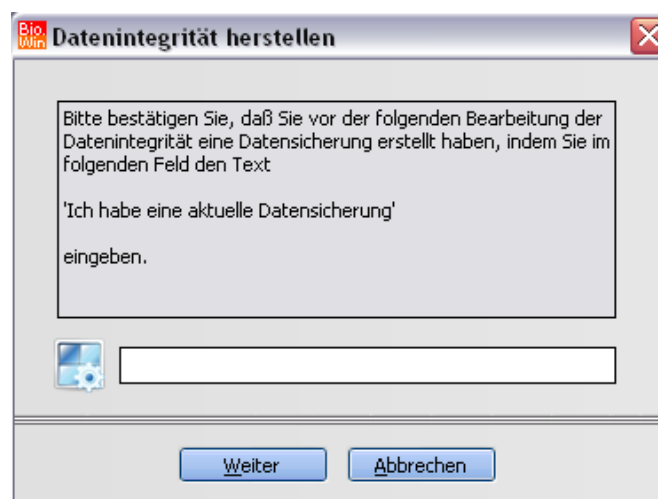 Bio.
Win
Datenintegrität herstellen
Bitte bestätigen Sie, daß Sie vor der folgenden Bearbeitung der
Datenintegrität eine Datensicherung erstellt haben, indem Sie im
folgenden Feld den Text
'Ich habe eine aktuelle Datensicherung'
eingeben.
Weiter
Abbrechen